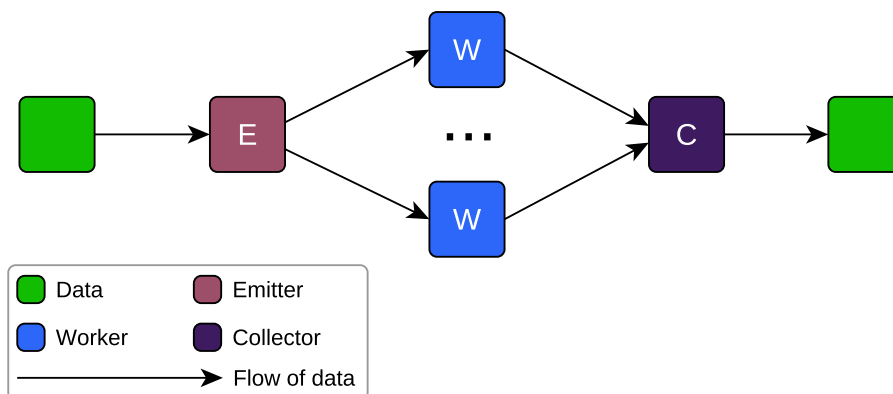 W
E
...
C
W
Data
Emitter
Worker
Collector
Flow of data